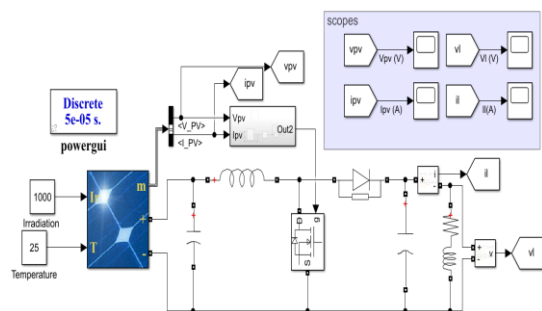 scopes
vpv
Vpv (V)
vl
Vl (V)
ipv
Ipv (A)
il
Il(A)
vpv
ipv
Discrete
5e-05 s.
powergui
<V_PV>
<I_PV>
Vpv
Ipv
Out2
m
Ir
T
+
-
1000
Irradiation
25
Temperature
g
D
S
+
-
i
il
+
-
v
vl